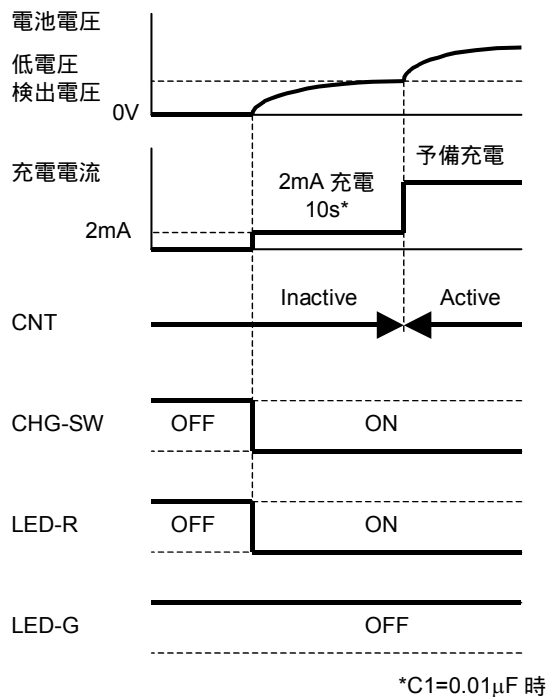 電池電圧
低電圧
検出電圧
0V
充電電流
予備充電
2mA 充電
10s*
2mA
Inactive
Active
CNT
CHG-SW
OFF
ON
LED-R
OFF
ON
LED-G
OFF
*C1=0.01μF 時